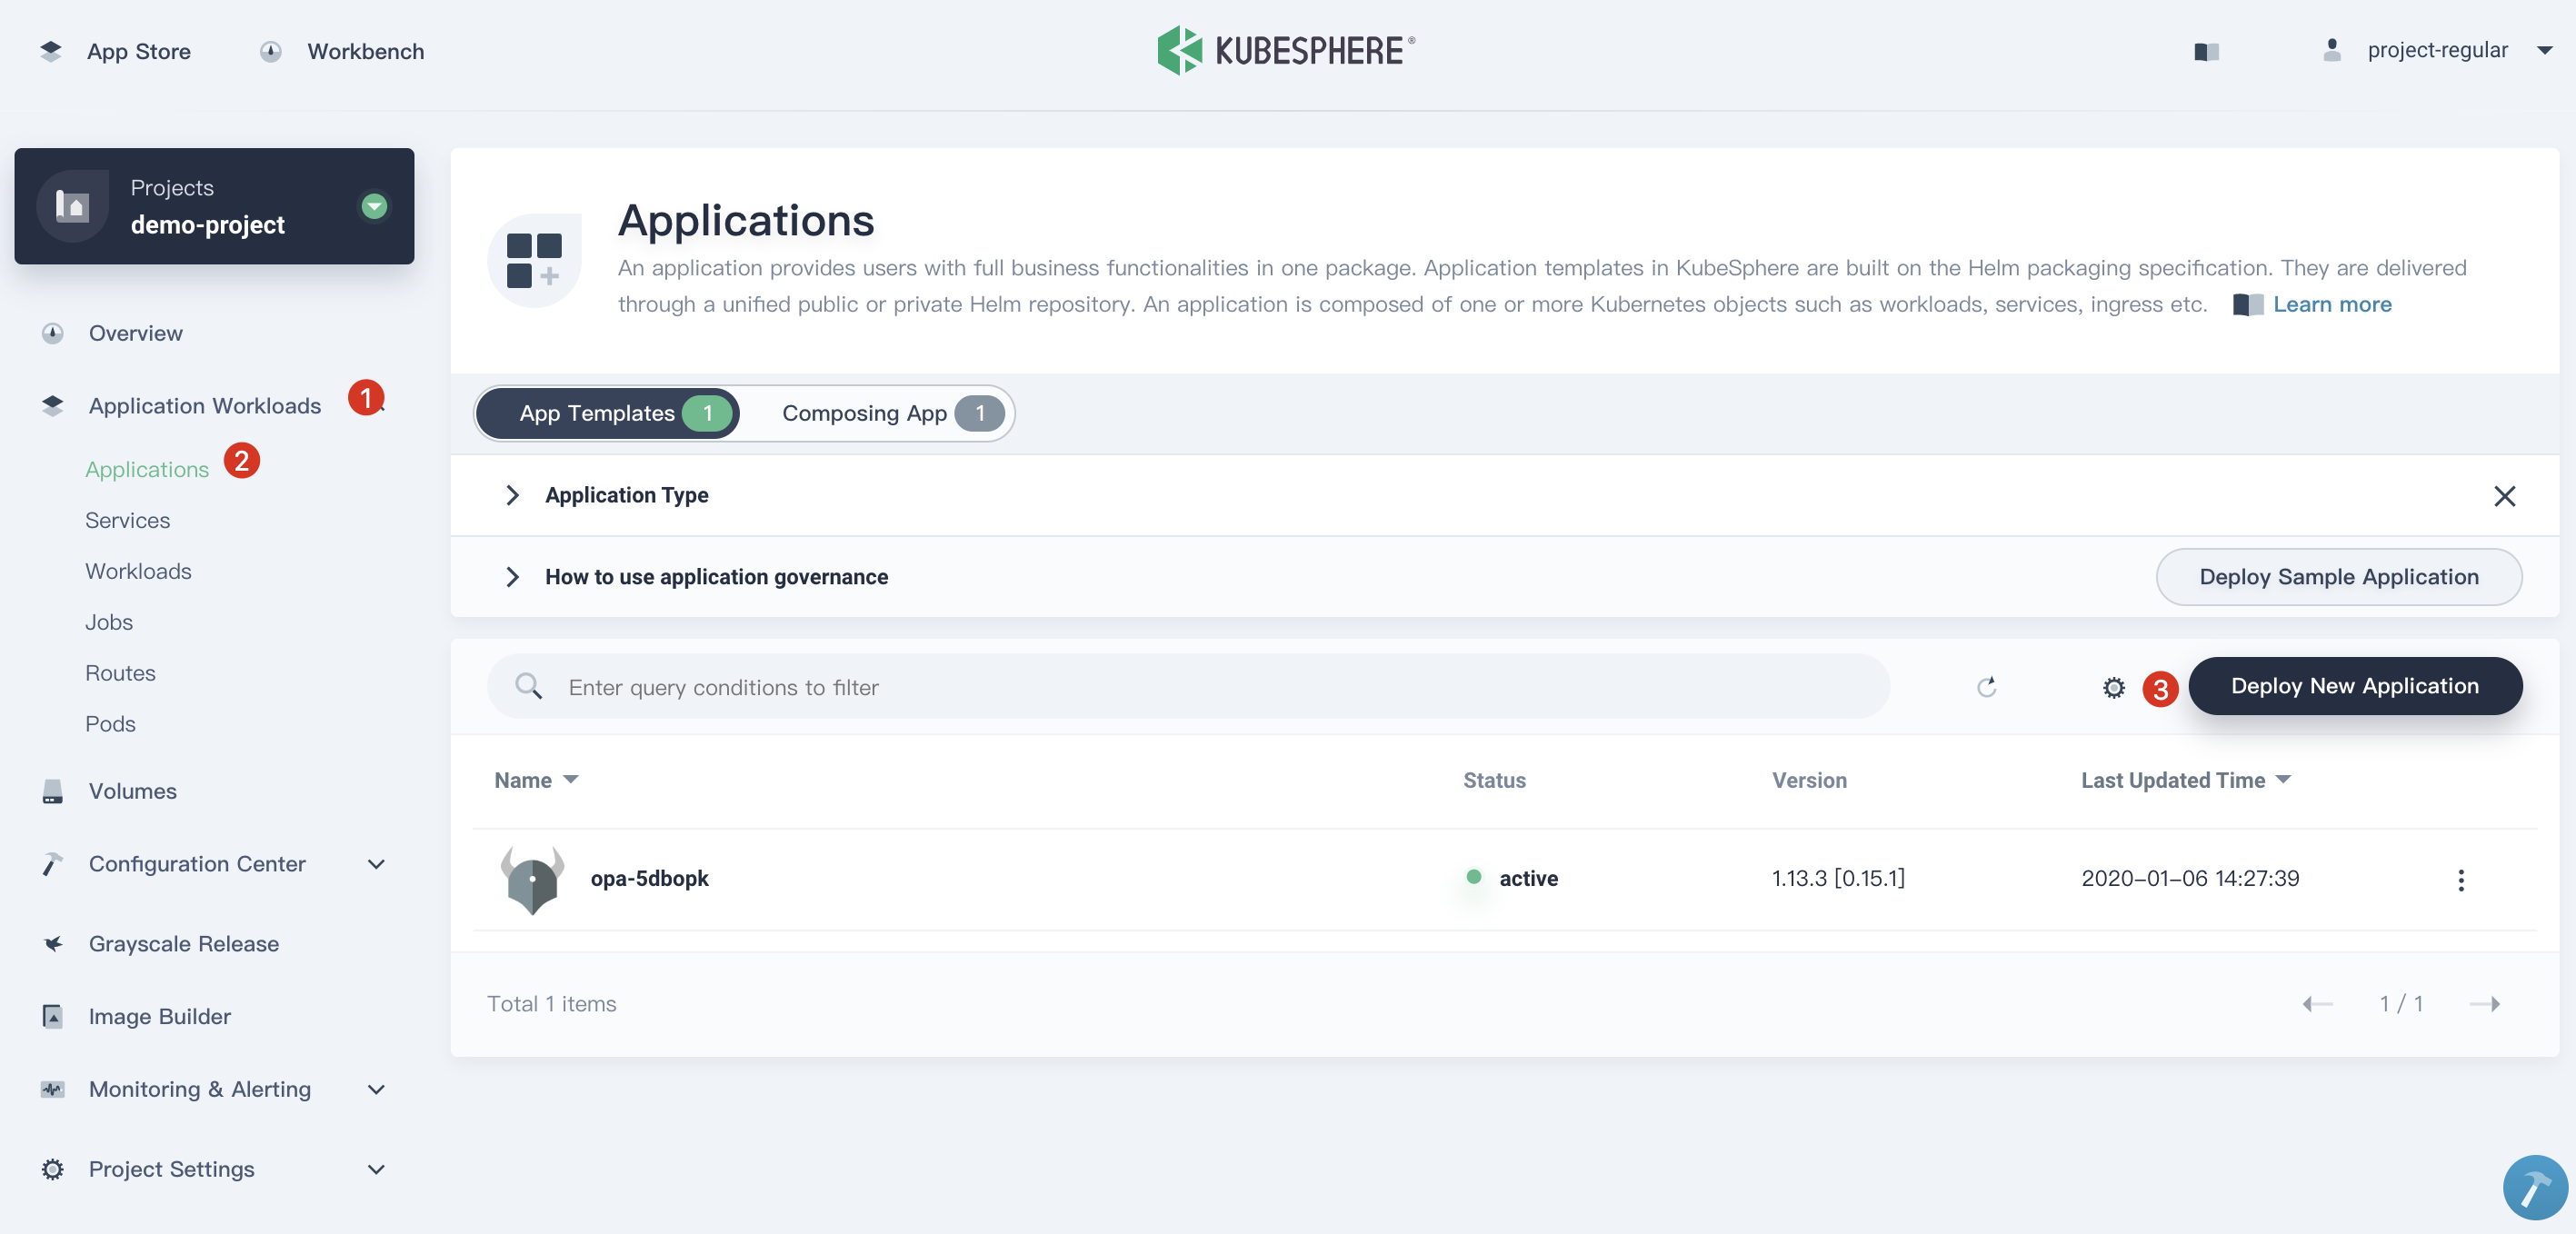 App Store
Workbench
KUBESPHERE®
project-regular
Projects
demo-project
Overview
Application Workloads 1
Applications 2
Services
Workloads
Jobs
Routes
Pods
Volumes
Configuration Center
Grayscale Release
Image Builder
Monitoring & Alerting
Project Settings
Applications
An application provides users with full business functionalities in one package. Application templates in KubeSphere are built on the Helm packaging specification. They are delivered
through a unified public or private Helm repository. An application is composed of one or more Kubernetes objects such as workloads, services, ingress etc. Learn more
App Templates 1
Composing App 1
Application Type
How to use application governance
Deploy Sample Application
Enter query conditions to filter
3
Deploy New Application
Name Status Version Last Updated Time
opa-5dbopk active 1.13.3 [0.15.1] 2020-01-06 14:27:39
Total 1 items
1 / 1